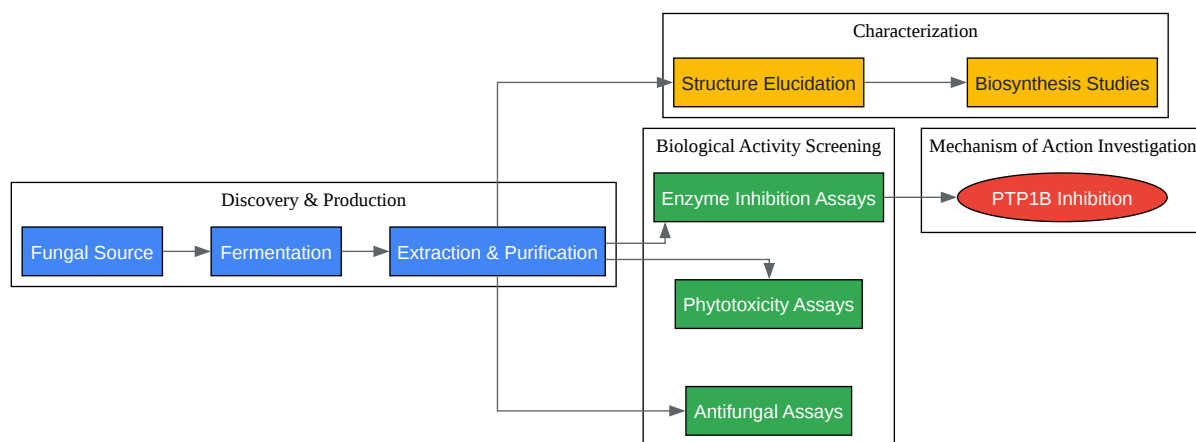 Characterization
Structure Elucidation
Biosynthesis Studies
Biological Activity Screening
Mechanism of Action Investigation
Enzyme Inhibition Assays
PTP1B Inhibition
Discovery & Production
Fungal Source
Fermentation
Extraction & Purification
Phytotoxicity Assays
Antifungal Assays